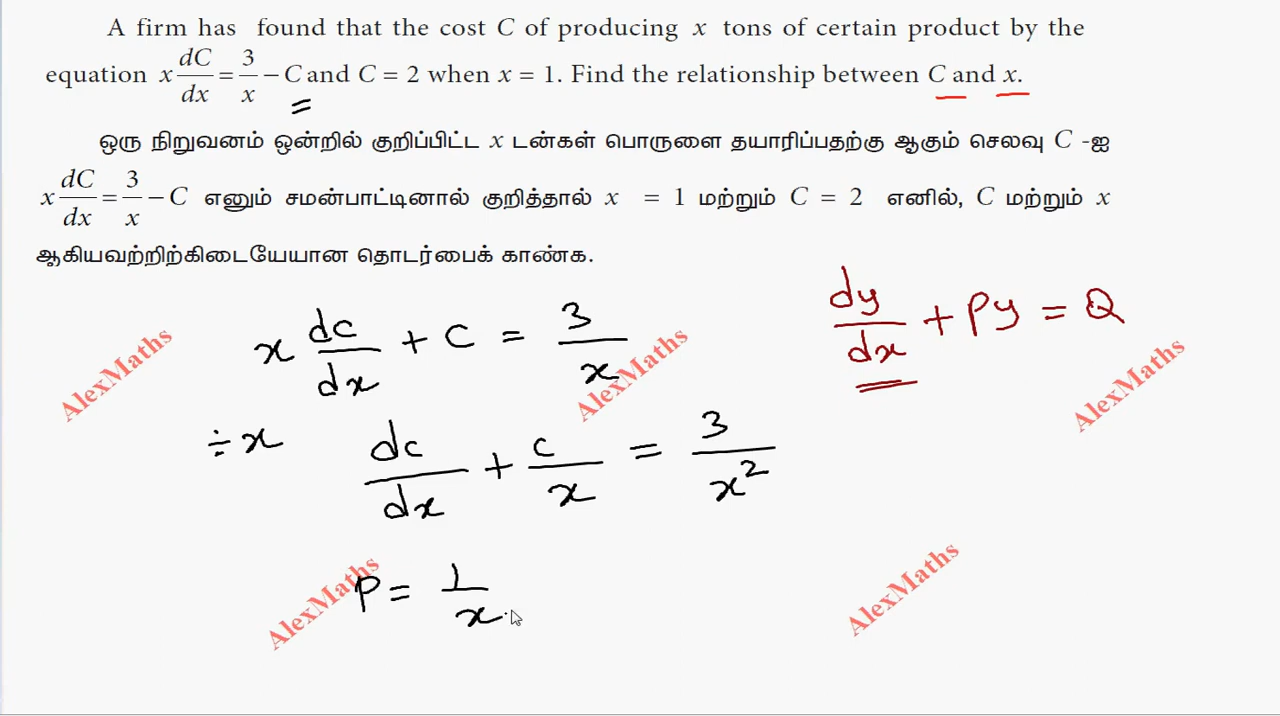 A firm has found that the cost C of producing x tons of certain product by the
equation x dC/dx = 3/x − C and C = 2 when x = 1. Find the relationship between C and x.
ஒரு நிறுவனம் ஒன்றில் குறிப்பிட்ட x டன்கள் பொருளை தயாரிப்பதற்கு ஆகும் செலவு C -ஐ
x dC/dx = 3/x − C எனும் சமன்பாட்டினால் குறித்தால் x = 1 மற்றும் C = 2 எனில், C மற்றும் x
ஆகியவற்றிற்கிடையேயான தொடர்பைக் காண்க.
dy/dx + Py = Q
x dc/dx + C = 3/x
AlexMaths
AlexMaths
AlexMaths
÷x dc/dx + c/x = 3/x²
P = 1/x
AlexMaths
AlexMaths